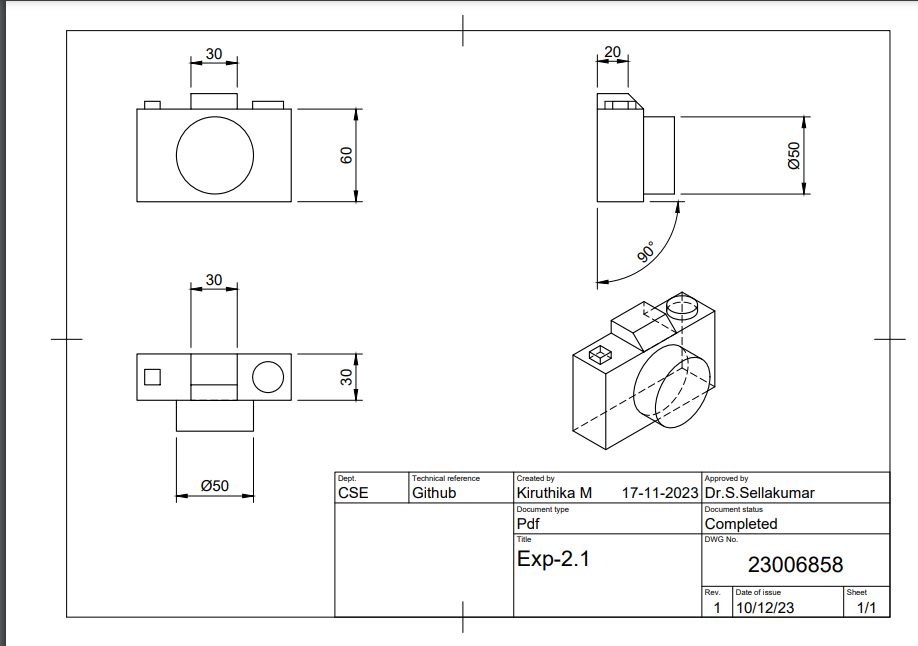 30
20
60
Ø50
90°
30
30
Ø50
Dept.
CSE
Technical reference
Github
Created by
Kiruthika M 17-11-2023
Approved by
Dr.S.Sellakumar
Document type
Pdf
Document status
Completed
Title
Exp-2.1
DWG No.
23006858
Rev.
1
Date of issue
10/12/23
Sheet
1/1